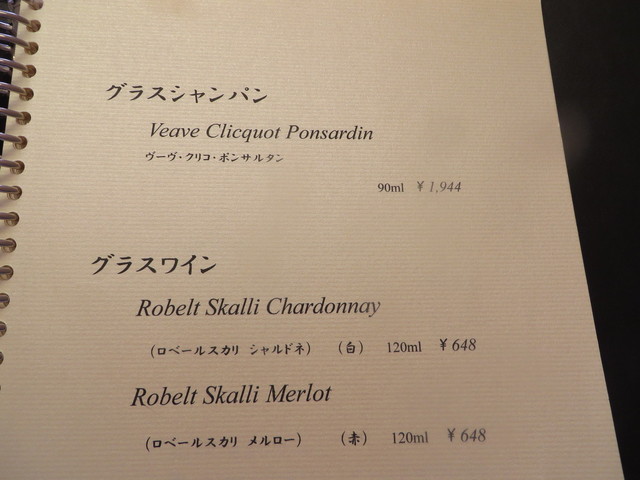 グラスシャンパン
Veave Clicquot Ponsardin
ヴーヴ・クリコ・ポンサルタン
90ml ¥1,944
グラスワイン
Robelt Skalli Chardonnay
(ロベールスカリ シャルドネ) (白) 120ml ¥648
Robelt Skalli Merlot
(ロベールスカリ メルロー) (赤) 120ml ¥648